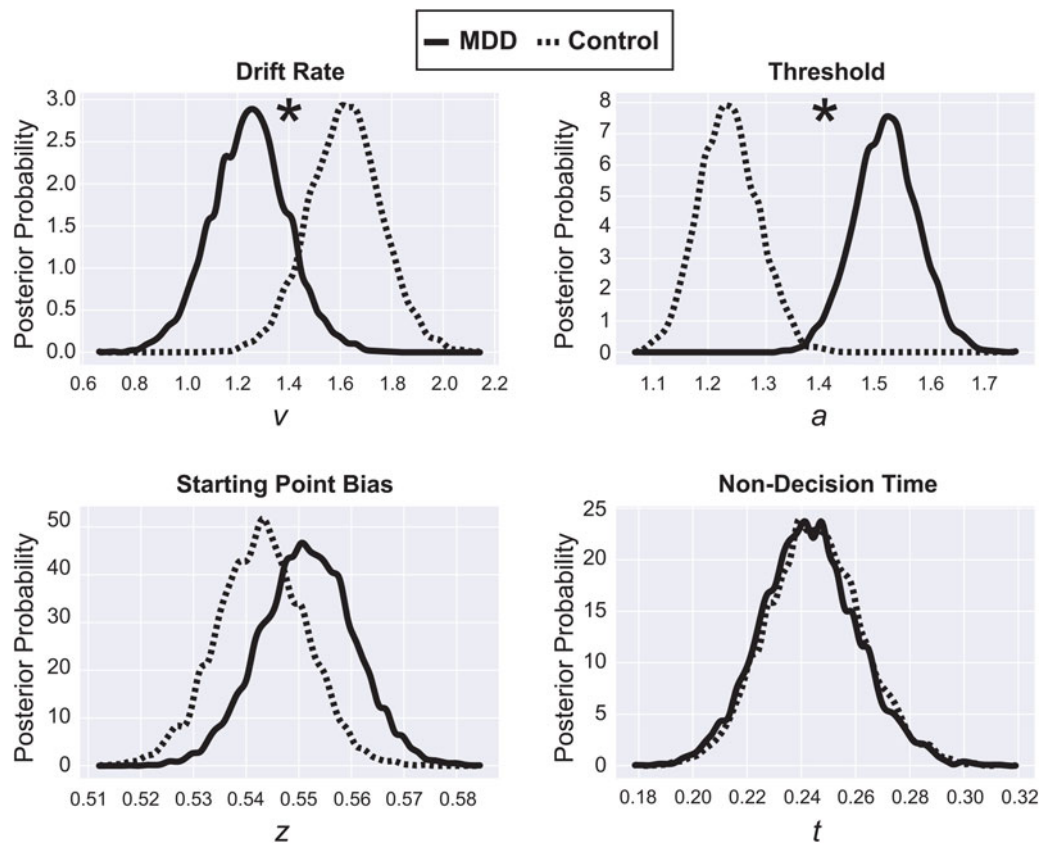 MDD Control
Drift Rate
*
Posterior Probability
3.0
2.5
2.0
1.5
1.0
0.5
0.0
0.6 0.8 1.0 1.2 1.4 1.6 1.8 2.0 2.2
v
Threshold
*
Posterior Probability
8
7
6
5
4
3
2
1
0
1.1 1.2 1.3 1.4 1.5 1.6 1.7
a
Starting Point Bias
Posterior Probability
50
40
30
20
10
0
0.51 0.52 0.53 0.54 0.55 0.56 0.57 0.58
z
Non-Decision Time
Posterior Probability
25
20
15
10
5
0
0.18 0.20 0.22 0.24 0.26 0.28 0.30 0.32
t